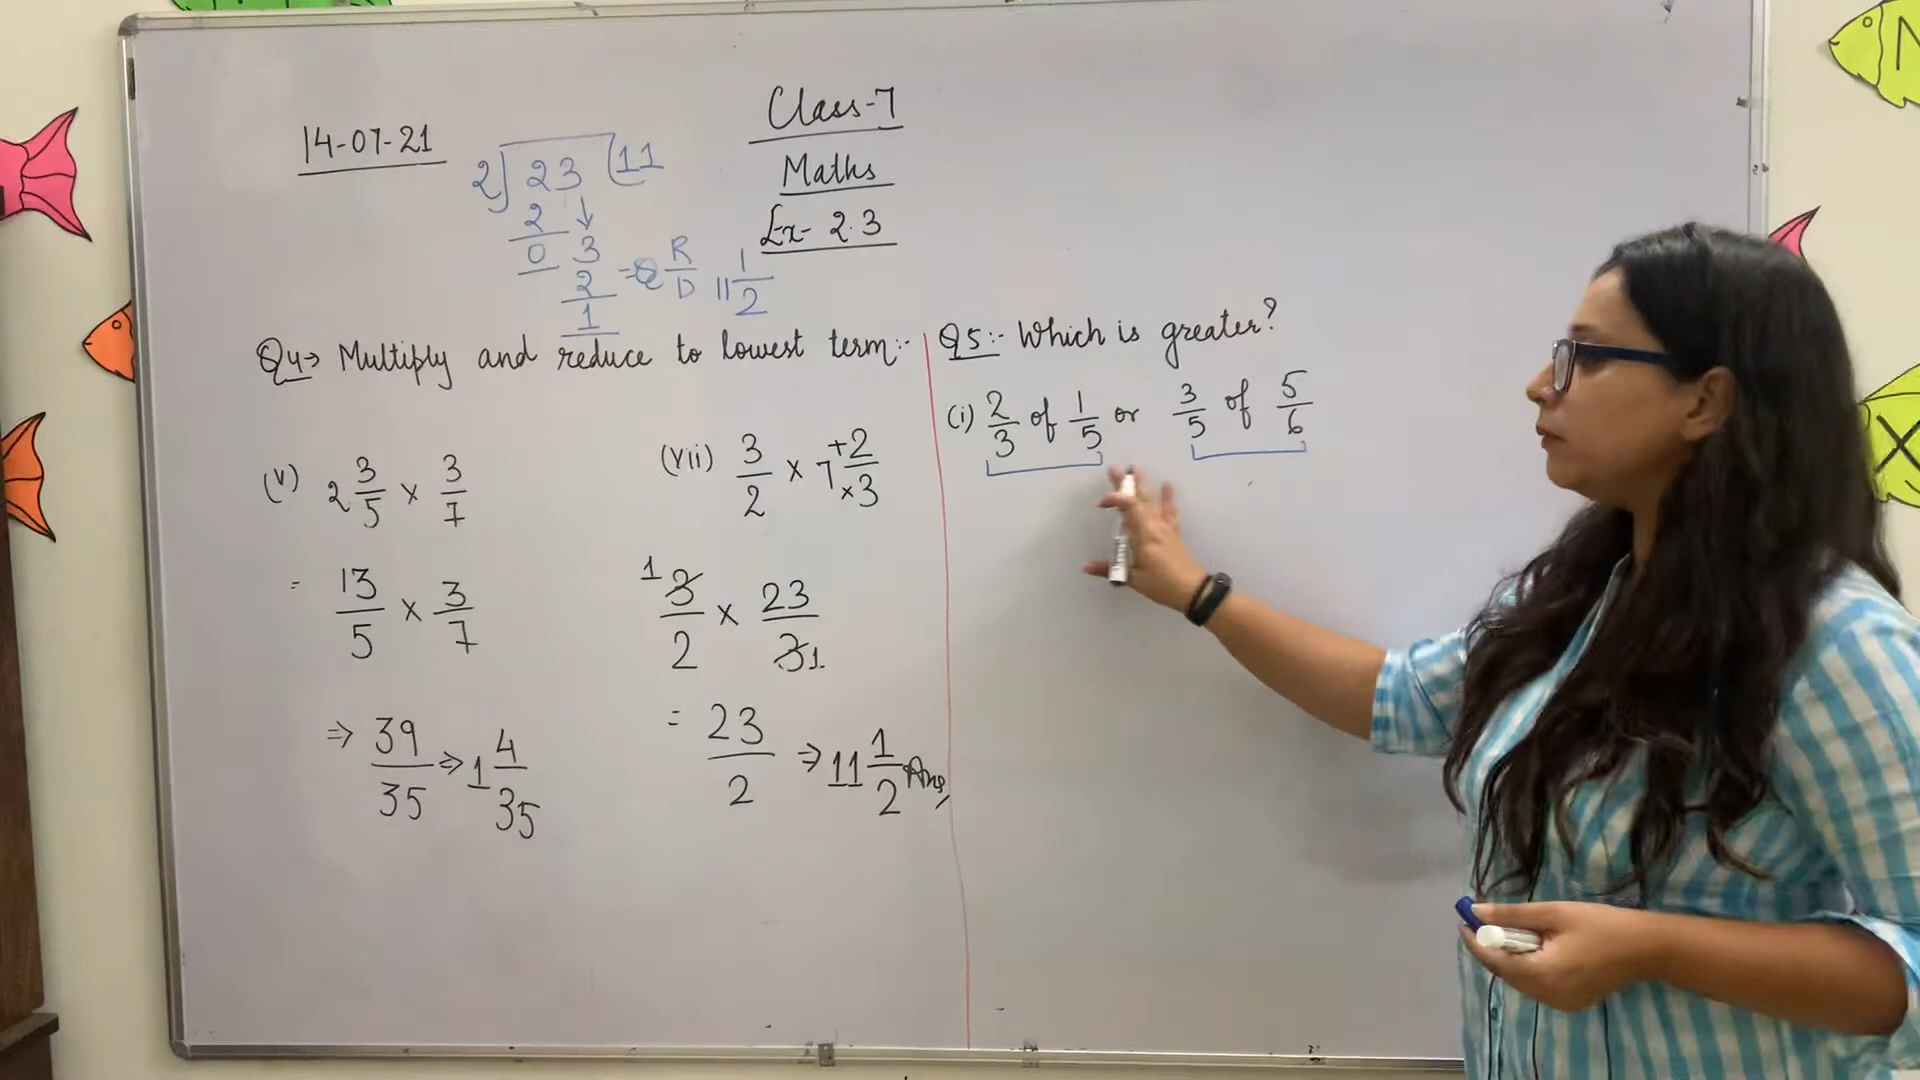 Class-7
14-07-21
Maths
Ex- 2.3
2 23 11
2
0 3
2
1
=Q R/D 11 1/2
Q4→ Multiply and reduce to lowest term:-
(v) 2 3/5 × 3/7
= 13/5 × 3/7
⇒ 39/35 ⇒ 1 4/35
(vii) 3/2 × 7 +2/×3
1 3/2 × 23/3 1
= 23/2 ⇒ 11 1/2 Ans
Q5:- Which is greater?
(i) 2/3 of 1/5 or 3/5 of 5/6
N
X